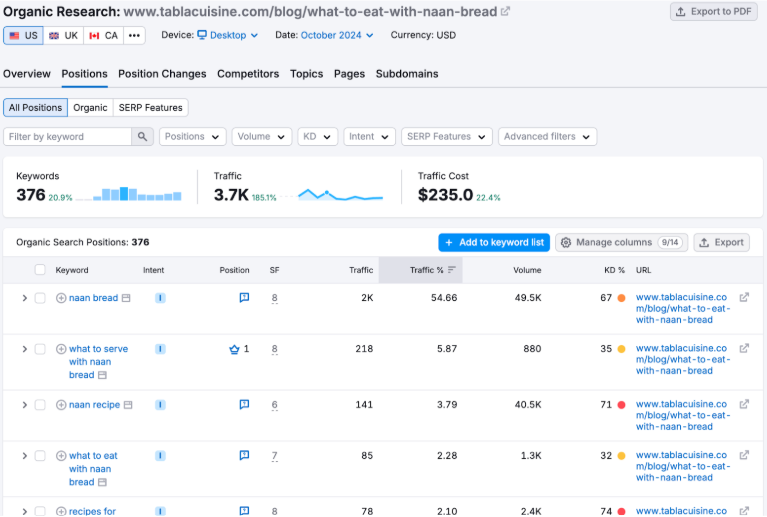 Organic Research: www.tablacuisine.com/blog/what-to-eat-with-naan-bread
Export to PDF
US UK CA ••• Device: Desktop Date: October 2024 Currency: USD
Overview Positions Position Changes Competitors Topics Pages Subdomains
All Positions Organic SERP Features
Filter by keyword Positions Volume KD Intent SERP Features Advanced filters
Keywords Traffic Traffic Cost
376 20.9% 3.7K 185.1% $235.0 22.4%
Organic Search Positions: 376 + Add to keyword list Manage columns 9/14 Export
Keyword Intent Position SF Traffic Traffic % Volume KD % URL
naan bread I 8 2K 54.66 49.5K 67 www.tablacuisine.co
m/blog/what-to-eat-
with-naan-bread
what to serve I 1 8 218 5.87 880 35 www.tablacuisine.co
with naan m/blog/what-to-eat-
bread with-naan-bread
naan recipe I 6 141 3.79 40.5K 71 www.tablacuisine.co
m/blog/what-to-eat-
with-naan-bread
what to eat I 7 85 2.28 1.3K 32 www.tablacuisine.co
with naan m/blog/what-to-eat-
bread with-naan-bread
recipes for I 8 78 2.10 2.4K 74 www.tablacuisine.co